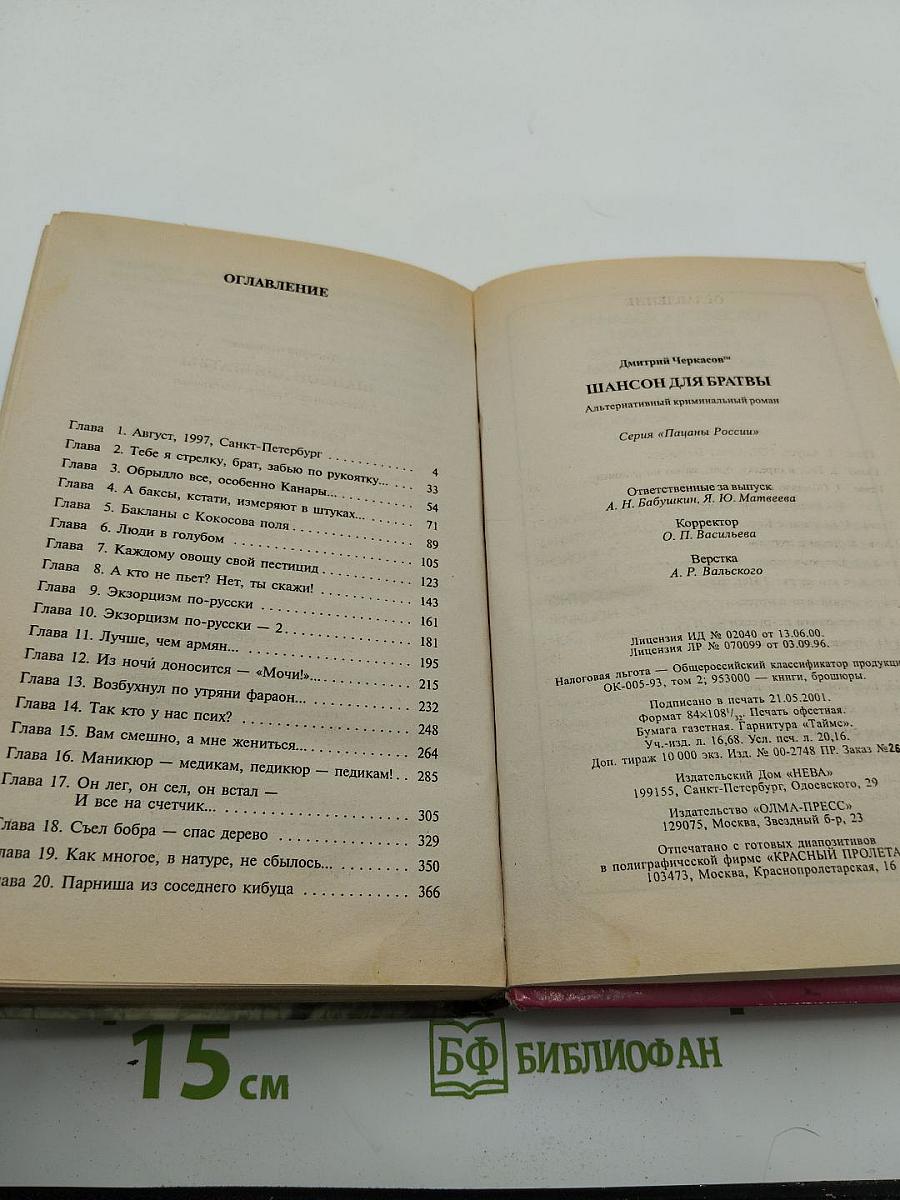 ОГЛАВЛЕНИЕ
Глава 1. Август, 1997, Санкт-Петербург . . . . . . . . . . . 4
Глава 2. Тебе я стрелку, брат, забью по рукоятку... . . . 33
Глава 3. Обрыдло все, особенно Канары... . . . . . . . . . . 54
Глава 4. А баксы, кстати, измеряют в штуках... . . . . . . 71
Глава 5. Бакланы с Кокосова поля . . . . . . . . . . . . . . 89
Глава 6. Люди в голубом . . . . . . . . . . . . . . . . . . 105
Глава 7. Каждому овощу свой пестицид . . . . . . . . . . . 123
Глава 8. А кто не пьет? Нет, ты скажи! . . . . . . . . . . 143
Глава 9. Экзорцизм по-русски . . . . . . . . . . . . . . . 161
Глава 10. Экзорцизм по-русски — 2 . . . . . . . . . . . . . 181
Глава 11. Лучше, чем армян... . . . . . . . . . . . . . . . 195
Глава 12. Из ночи́ доносится — «Мочи!»... . . . . . . . . . 215
Глава 13. Возбухнул по утряни фараон... . . . . . . . . . . 232
Глава 14. Так кто у нас псих? . . . . . . . . . . . . . . . 248
Глава 15. Вам смешно, а мне жениться... . . . . . . . . . . 264
Глава 16. Маникюр — медикам, педикюр — педикам! . . 285
Глава 17. Он лег, он сел, он встал —
И все на счетчик... . . . . . . . . . . . . . . . . . 305
лава 18. Съел бобра — спас дерево . . . . . . . . . . . . 329
лава 19. Как многое, в натуре, не сбылось... . . . . . . . 350
ава 20. Парниша из соседнего кибуца . . . . . . . . . . . 366
Дмитрий Черкасов™
ШАНСОН ДЛЯ БРАТВЫ
Альтернативный криминальный роман
Серия «Пацаны России»
Ответственные за выпуск
А. Н. Бабушкин, Я. Ю. Матвеева
Корректор
О. П. Васильева
Верстка
А. Р. Вальского
Лицензия ИД № 02040 от 13.06.00.
Лицензия ЛР № 070099 от 03.09.96.
Налоговая льгота — Общероссийский классификатор продукци
ОК-005-93, том 2; 953000 — книги, брошюры.
Подписано в печать 21.05.2001.
Формат 84×108¹/₃₂. Печать офсетная.
Бумага газетная. Гарнитура «Таймс».
Уч.-изд. л. 16,68. Усл. печ. л. 20,16.
Доп. тираж 10 000 экз. Изд. № 00-2748 ПР. Заказ №26
Издательский Дом «НЕВА»
199155, Санкт-Петербург, Одоевского, 29
Издательство «ОЛМА-ПРЕСС»
129075, Москва, Звездный б-р, 23
Отпечатано с готовых диапозитивов
в полиграфической фирме «КРАСНЫЙ ПРОЛЕТА
103473, Москва, Краснопролетарская, 16
15 см
БФ БИБЛИОФАН